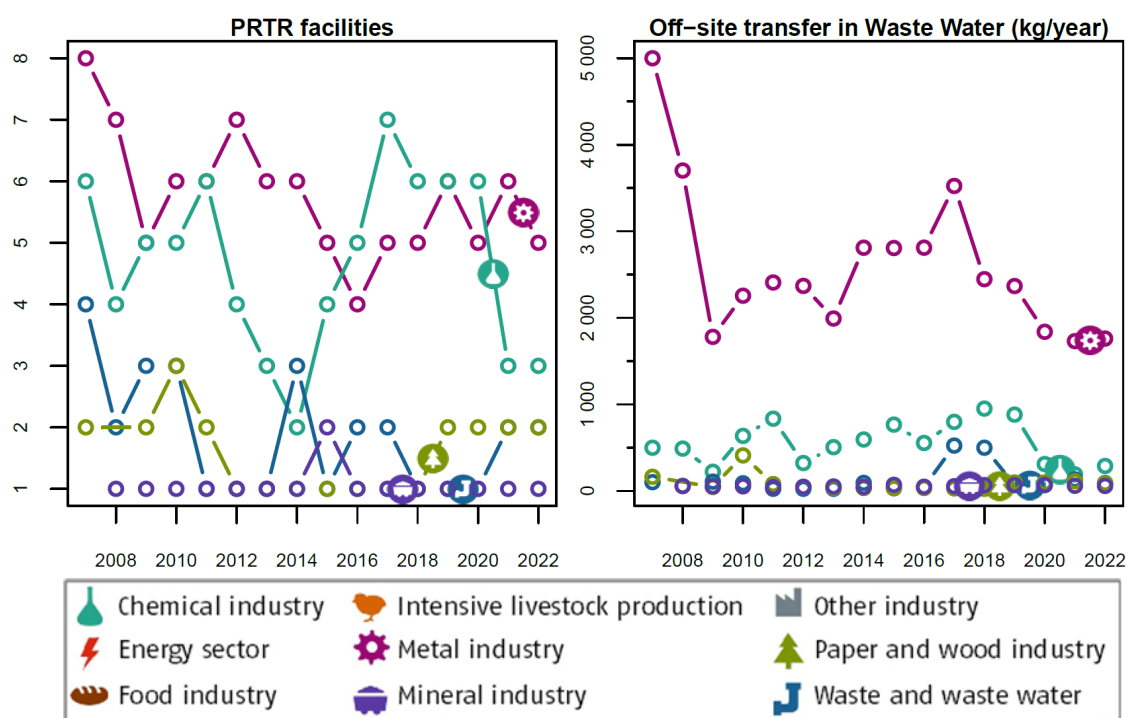 PRTR facilities
8
7
6
5
4
3
2
1
2008 2010 2012 2014 2016 2018 2020 2022
Off−site transfer in Waste Water (kg/year)
5 000
4 000
3 000
2 000
1 000
0
2008 2010 2012 2014 2016 2018 2020 2022
Chemical industry Intensive livestock production Other industry
Energy sector Metal industry Paper and wood industry
Food industry Mineral industry Waste and waste water